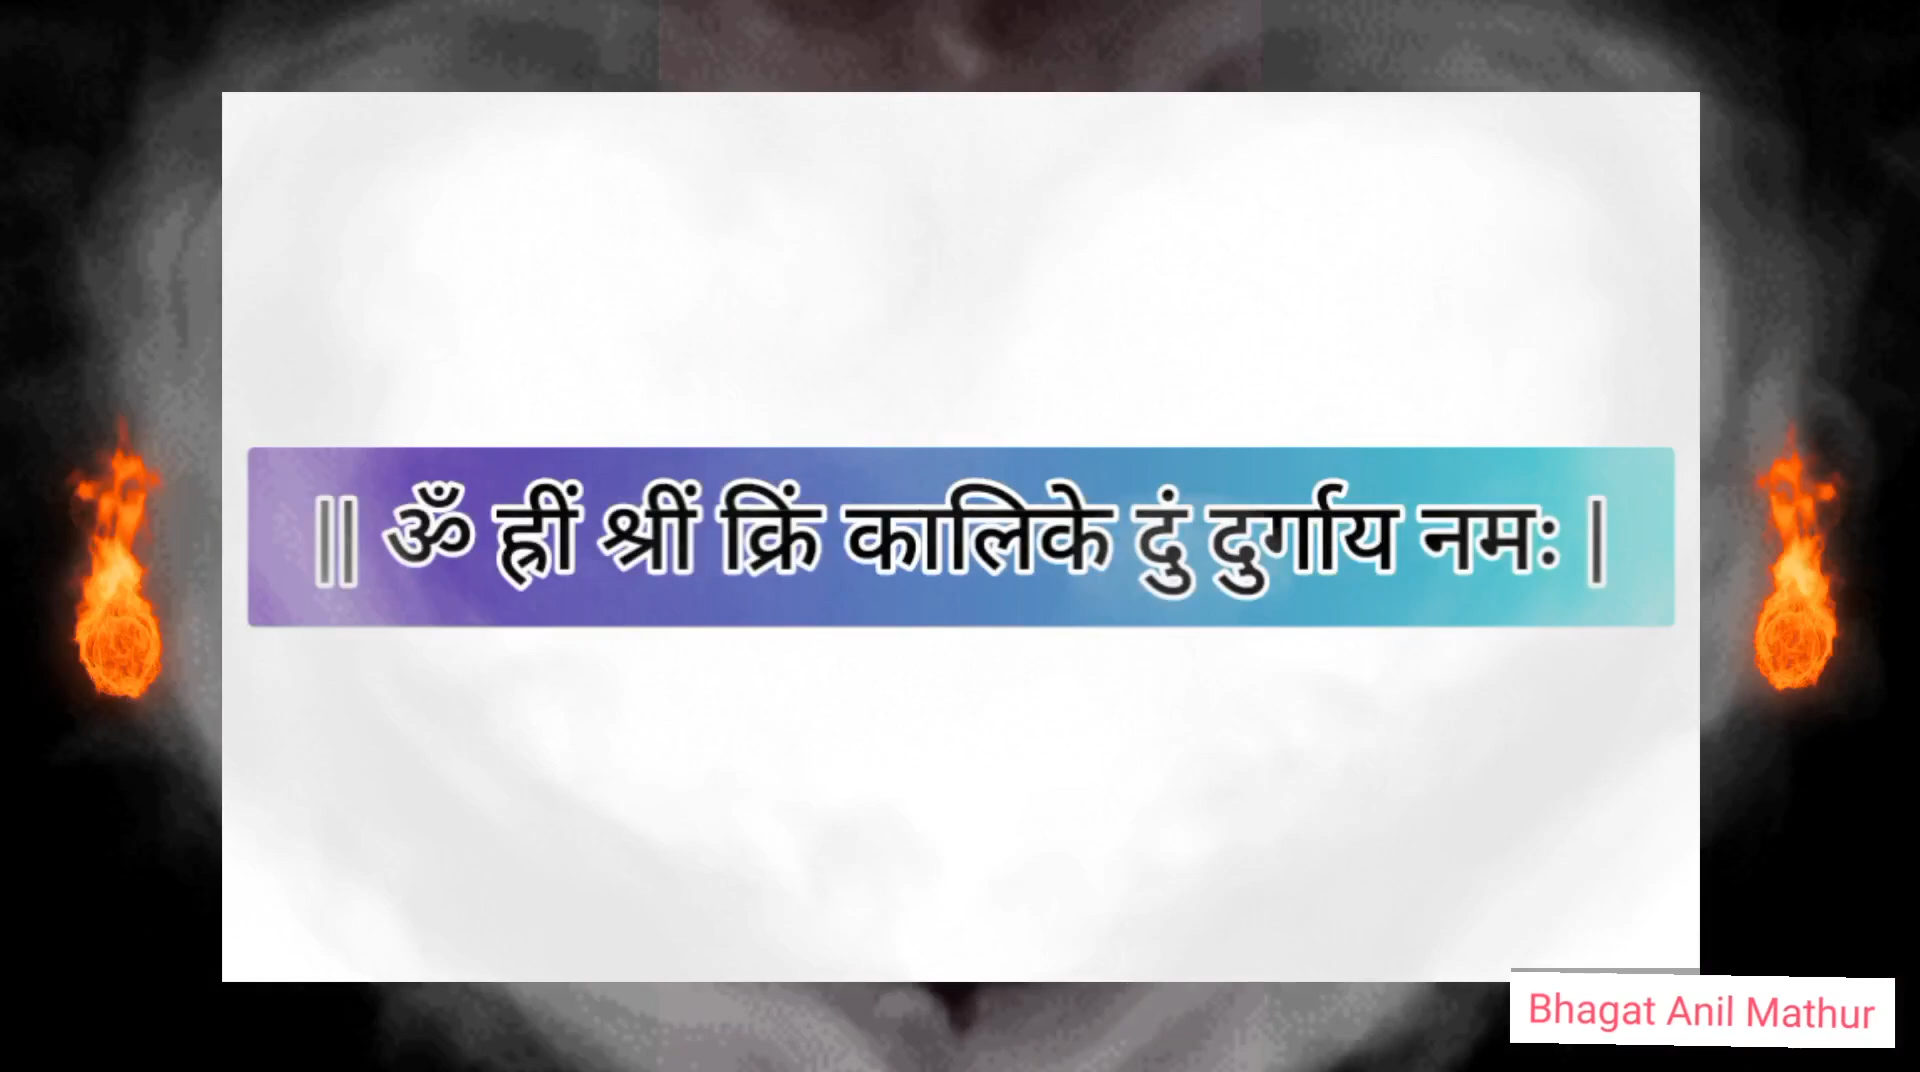 || ॐ ह्रीं श्रीं क्रिं कालिके दुं दुर्गाय नमः |
Bhagat Anil Mathur